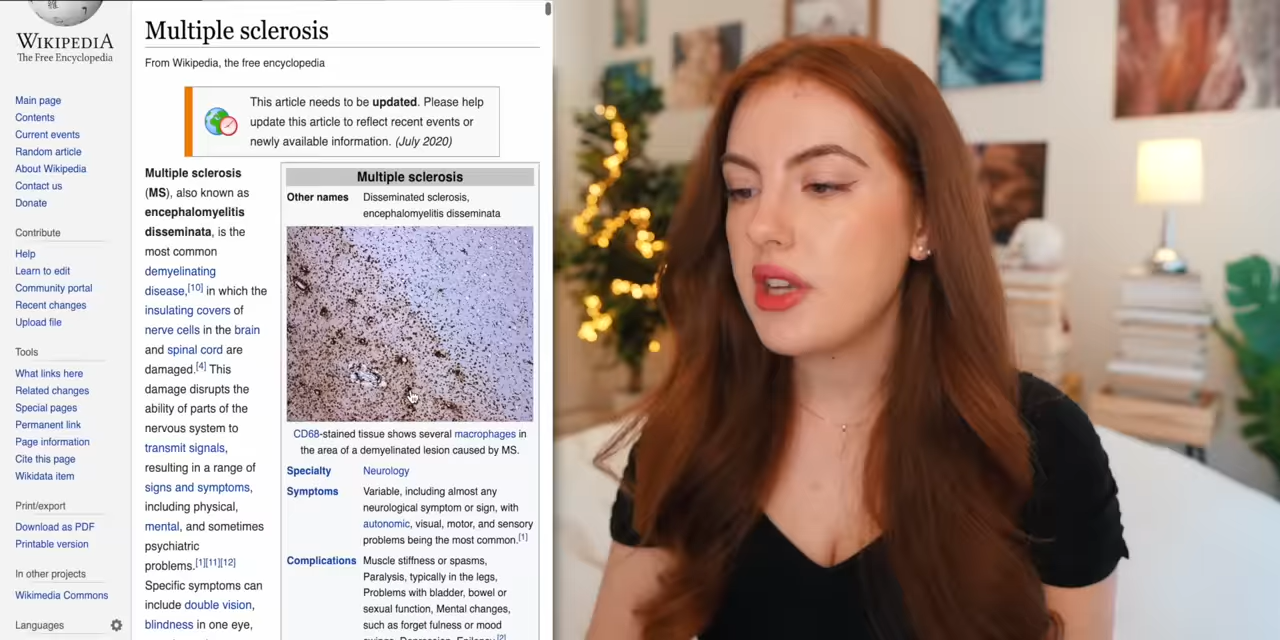 WIKIPEDIA
The Free Encyclopedia
Main page
Contents
Current events
Random article
About Wikipedia
Contact us
Donate
Contribute
Help
Learn to edit
Community portal
Recent changes
Upload file
Tools
What links here
Related changes
Special pages
Permanent link
Page information
Cite this page
Wikidata item
Print/export
Download as PDF
Printable version
In other projects
Wikimedia Commons
Languages
Multiple sclerosis
From Wikipedia, the free encyclopedia
This article needs to be updated. Please help
update this article to reflect recent events or
newly available information. (July 2020)
Multiple sclerosis
(MS), also known as
encephalomyelitis
disseminata, is the
most common
demyelinating
disease,[10] in which the
insulating covers of
nerve cells in the brain
and spinal cord are
damaged.[4] This
damage disrupts the
ability of parts of the
nervous system to
transmit signals,
resulting in a range of
signs and symptoms,
including physical,
mental, and sometimes
psychiatric
problems.[1][11][12]
Specific symptoms can
include double vision,
blindness in one eye,
Multiple sclerosis
Other names Disseminated sclerosis,
encephalomyelitis disseminata
CD68-stained tissue shows several macrophages in
the area of a demyelinated lesion caused by MS.
Specialty Neurology
Symptoms Variable, including almost any
neurological symptom or sign, with
autonomic, visual, motor, and sensory
problems being the most common.[1]
Complications Muscle stiffness or spasms,
Paralysis, typically in the legs,
Problems with bladder, bowel or
sexual function, Mental changes,
such as forget fulness or mood
swings, Depression, Epilepsy [2]